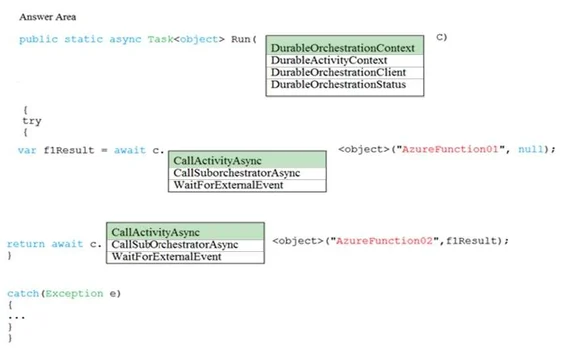 Answer Area
public static async Task<object> Run( DurableOrchestrationContext C)
DurableActivityContext
DurableOrchestrationClient
DurableOrchestrationStatus
{
try
{
var f1Result = await c. CallActivityAsync <object>("AzureFunction01", null);
CallSuborchestratorAsync
WaitForExternalEvent
CallActivityAsync
return await c. CallSubOrchestratorAsync <object>("AzureFunction02",f1Result);
WaitForExternalEvent
}
catch(Exception e)
{
...
}
}